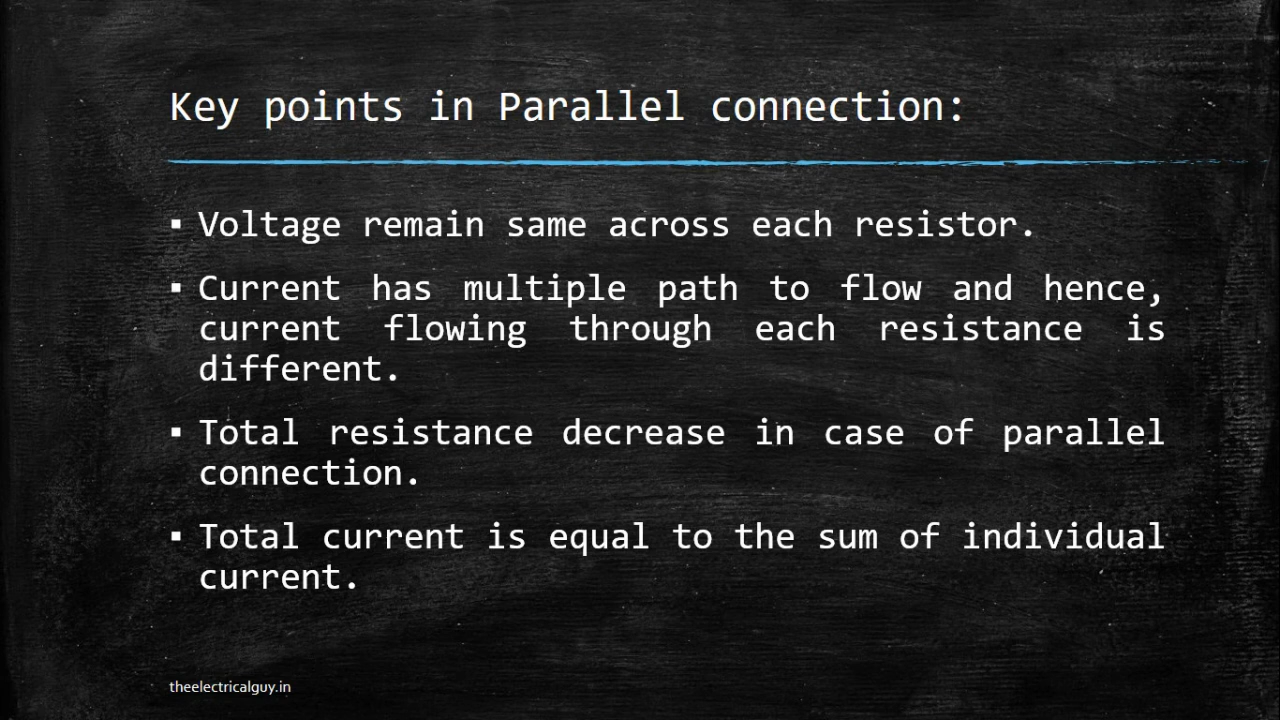 Key points in Parallel connection:
▪ Voltage remain same across each resistor.
▪ Current has multiple path to flow and hence,
current flowing through each resistance is
different.
▪ Total resistance decrease in case of parallel
connection.
▪ Total current is equal to the sum of individual
current.
theelectricalguy.in